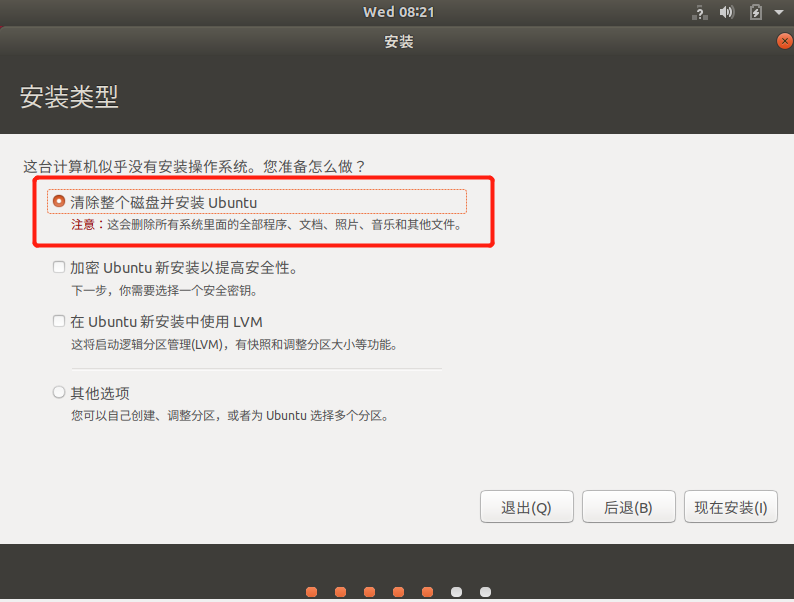 Wed 08:21
安装
安装类型
这台计算机似乎没有安装操作系统。您准备怎么做？
清除整个磁盘并安装 Ubuntu
注意：这会删除所有系统里面的全部程序、文档、照片、音乐和其他文件。
加密 Ubuntu 新安装以提高安全性。
下一步，你需要选择一个安全密钥。
在 Ubuntu 新安装中使用 LVM
这将启动逻辑分区管理(LVM)，有快照和调整分区大小等功能。
其他选项
您可以自己创建、调整分区，或者为 Ubuntu 选择多个分区。
退出(Q)
后退(B)
现在安装(I)